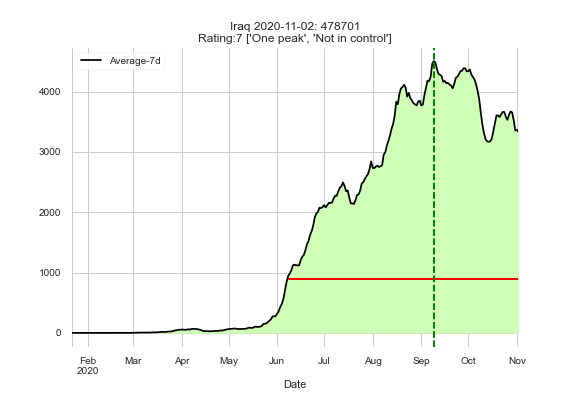 Iraq 2020-11-02: 478701
Rating:7 ['One peak', 'Not in control']
Average-7d
4000
3000
2000
1000
0
Feb Mar Apr May Jun Jul Aug Sep Oct Nov
2020
Date